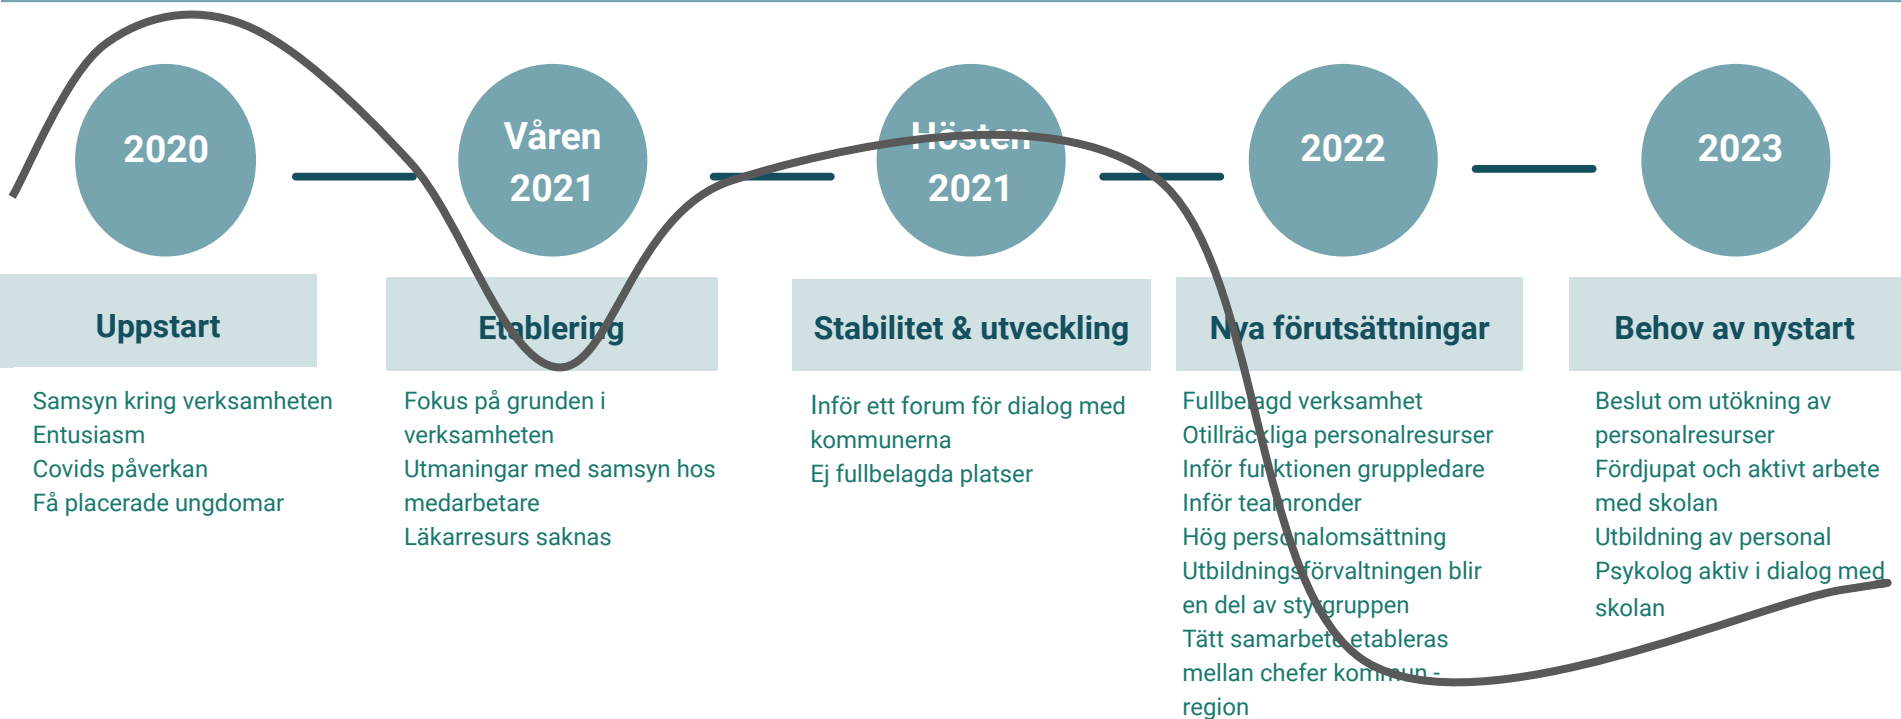 2020
Våren
2021
Hösten
2021
2022
2023
Uppstart
Etablering
Stabilitet & utveckling
Nya förutsättningar
Behov av nystart
Samsyn kring verksamheten
Entusiasm
Covids påverkan
Få placerade ungdomar
Fokus på grunden i
verksamheten
Utmaningar med samsyn hos
medarbetare
Läkarresurs saknas
Inför ett forum för dialog med
kommunerna
Ej fullbelagda platser
Fullbelagd verksamhet
Otillräckliga personalresurser
Inför funktionen gruppledare
Inför teamronder
Hög personalomsättning
Utbildningsförvaltningen blir
en del av styrgruppen
Tätt samarbete etableras
mellan chefer kommun -
region
Beslut om utökning av
personalresurser
Fördjupat och aktivt arbete
med skolan
Utbildning av personal
Psykolog aktiv i dialog med
skolan